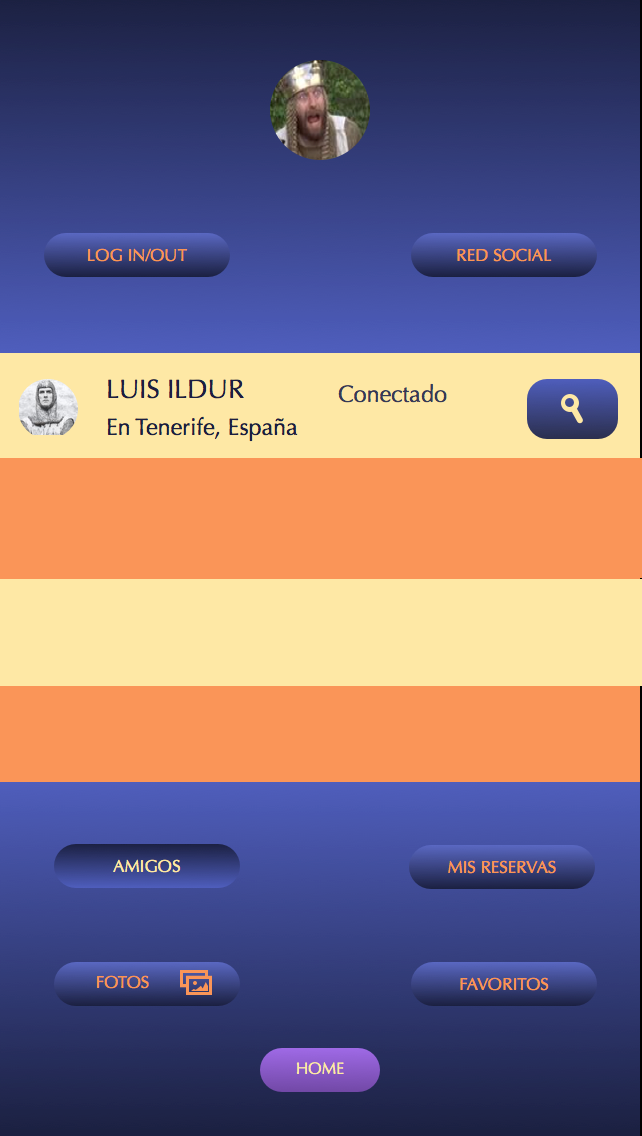 LOG IN/OUT
RED SOCIAL
LUIS ILDUR
Conectado
En Tenerife, España
AMIGOS
MIS RESERVAS
FOTOS
FAVORITOS
HOME